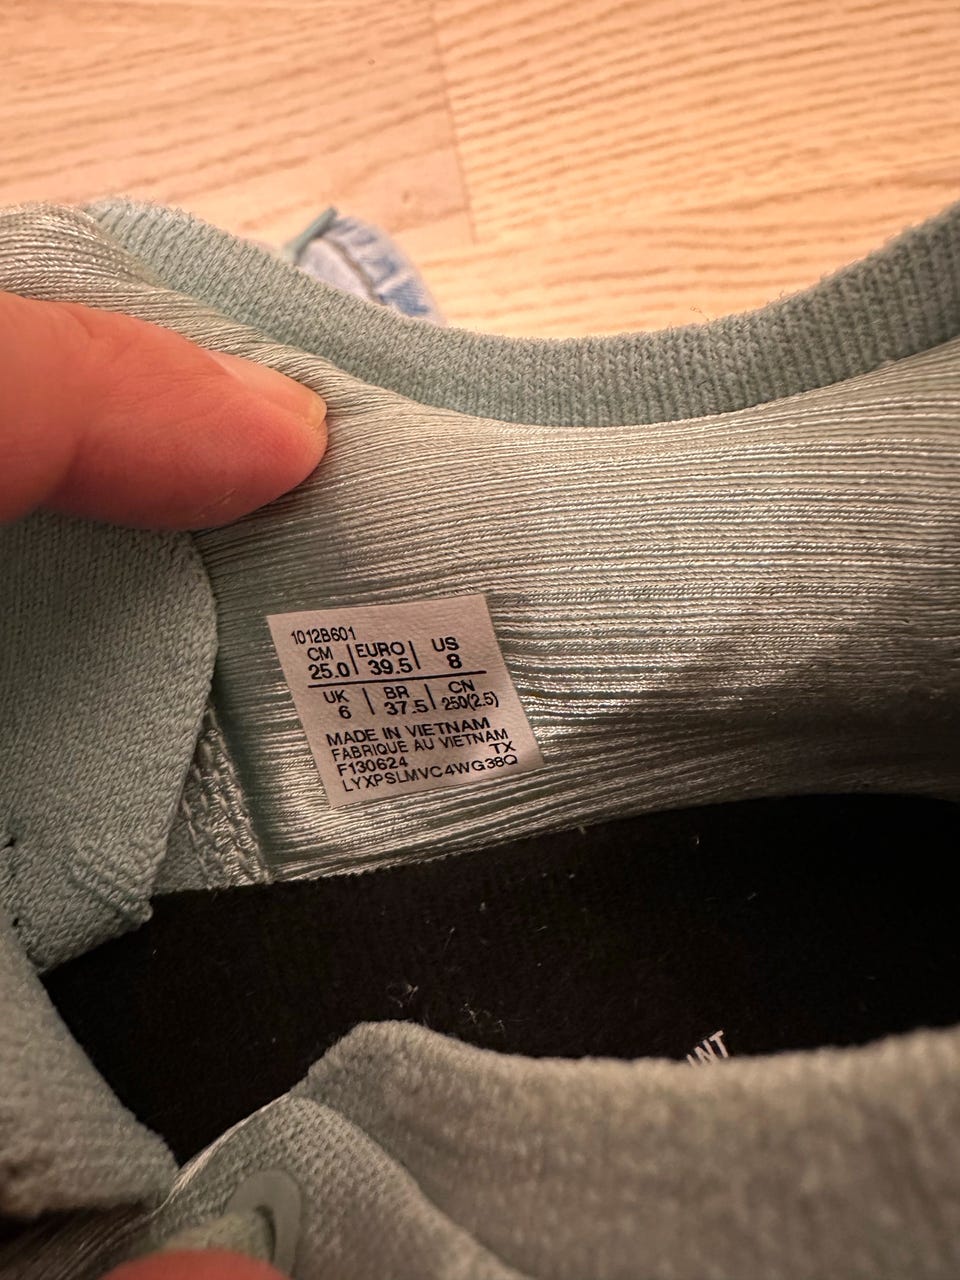 1012B601
CM | EURO | US
25.0 | 39.5 | 8
UK | BR | CN
6 | 37.5 | 250(2.5)
MADE IN VIETNAM
FABRIQUE AU VIETNAM
F130624 TX
LYXPSLMVC4WG38Q